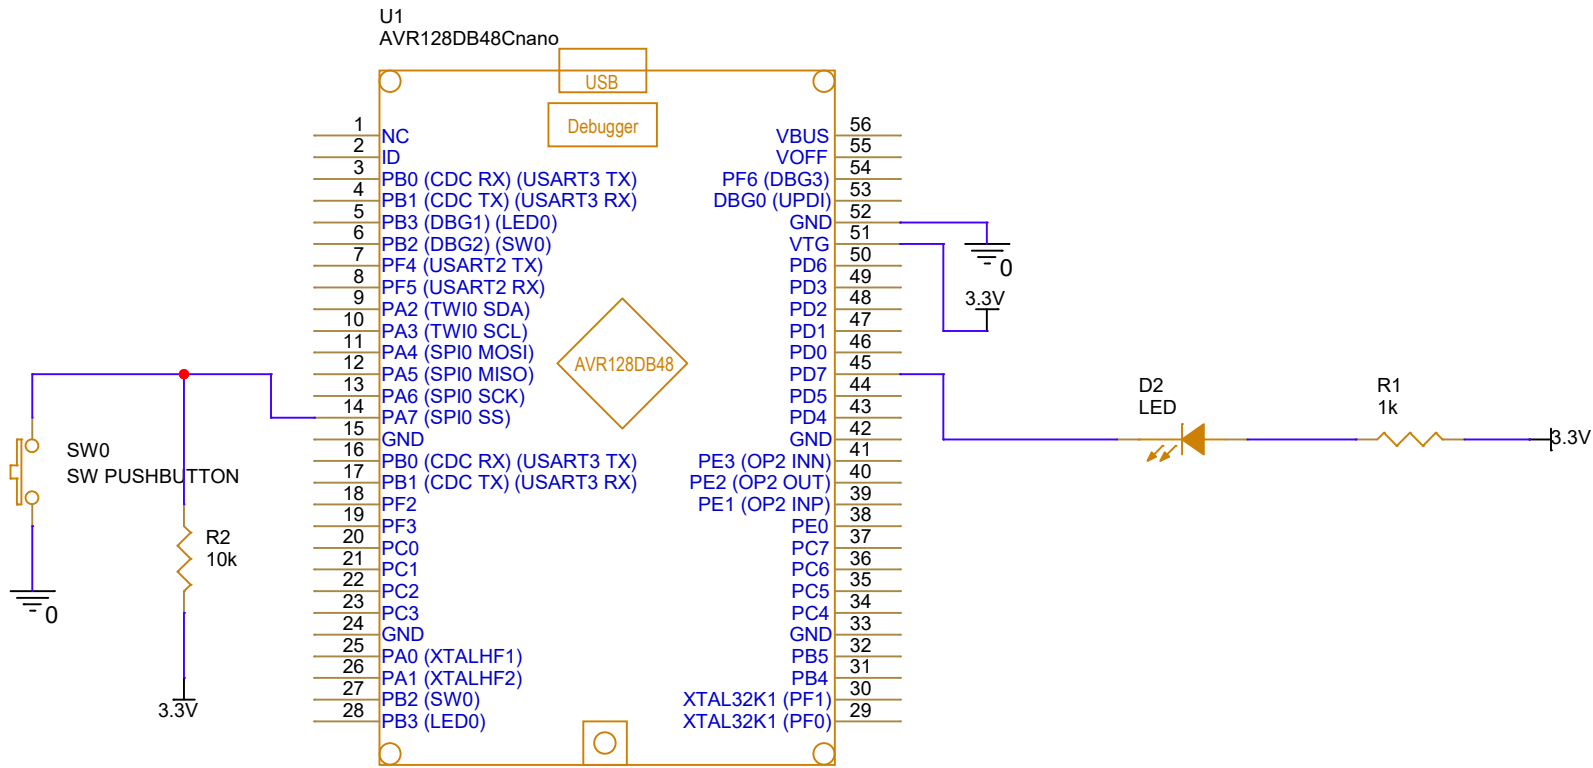 U1
AVR128DB48Cnano
USB
Debugger
1
NC
2
ID
3
PB0 (CDC RX) (USART3 TX)
4
PB1 (CDC TX) (USART3 RX)
5
PB3 (DBG1) (LED0)
6
PB2 (DBG2) (SW0)
7
PF4 (USART2 TX)
8
PF5 (USART2 RX)
9
PA2 (TWI0 SDA)
10
PA3 (TWI0 SCL)
11
PA4 (SPI0 MOSI)
12
PA5 (SPI0 MISO)
13
PA6 (SPI0 SCK)
14
PA7 (SPI0 SS)
15
GND
16
PB0 (CDC RX) (USART3 TX)
17
PB1 (CDC TX) (USART3 RX)
18
PF2
19
PF3
20
PC0
21
PC1
22
PC2
23
PC3
24
GND
25
PA0 (XTALHF1)
26
PA1 (XTALHF2)
27
PB2 (SW0)
28
PB3 (LED0)
AVR128DB48
56
VBUS
55
VOFF
54
PF6 (DBG3)
53
DBG0 (UPDI)
52
GND
51
VTG
50
PD6
49
PD3
48
PD2
47
PD1
46
PD0
45
PD7
44
PD5
43
PD4
42
GND
41
PE3 (OP2 INN)
40
PE2 (OP2 OUT)
39
PE1 (OP2 INP)
38
PE0
37
PC7
36
PC6
35
PC5
34
PC4
33
GND
32
PB5
31
PB4
30
XTAL32K1 (PF1)
29
XTAL32K1 (PF0)
0
3.3V
D2
LED
R1
1k
3.3V
SW0
SW PUSHBUTTON
R2
10k
0
3.3V